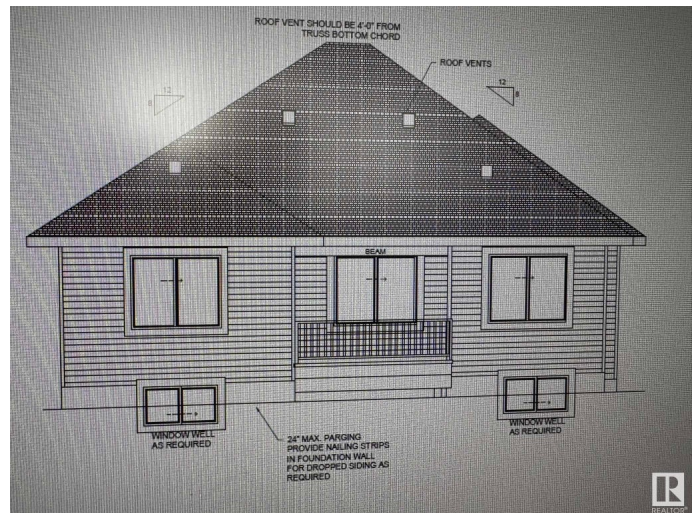 ROOF VENT SHOULD BE 4'-0" FROM
TRUSS BOTTOM CHORD
ROOF VENTS
12
8
12
8
BEAM
WINDOW WELL
AS REQUIRED
24" MAX. PARGING
PROVIDE NAILING STRIPS
IN FOUNDATION WALL
FOR DROPPED SIDING AS
REQUIRED
WINDOW WELL
AS REQUIRED
R
REALTOR®